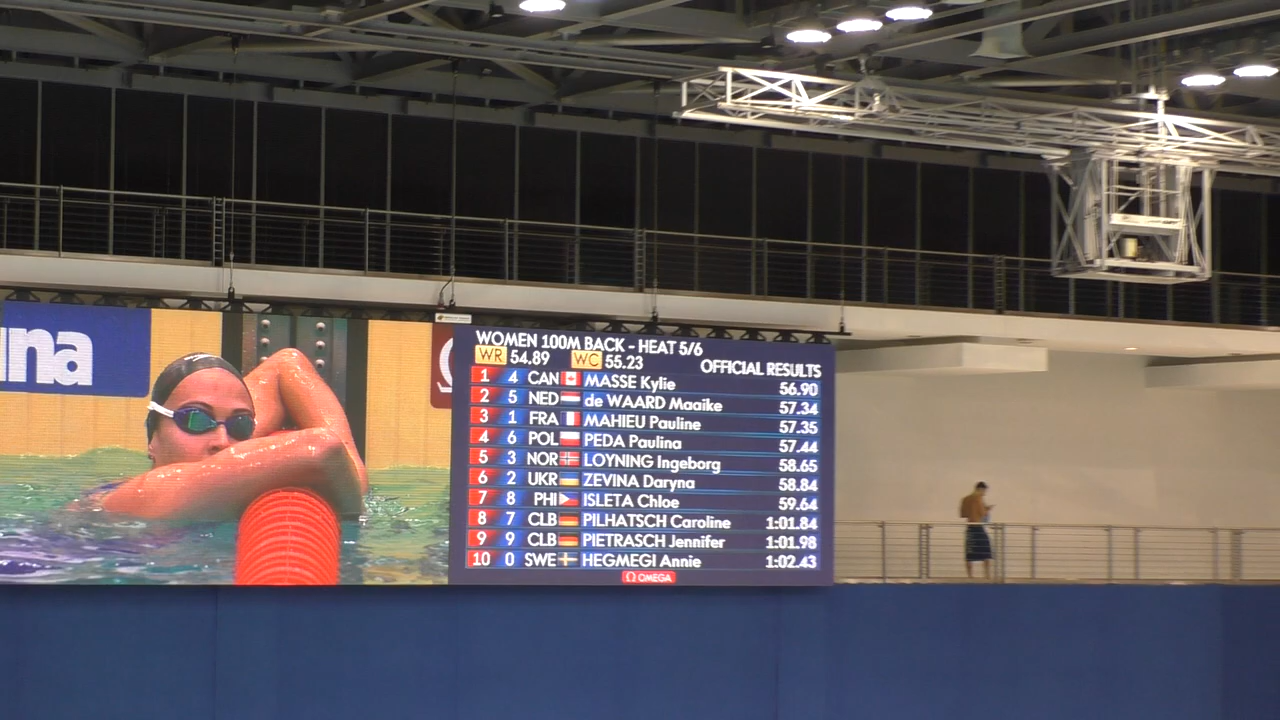 una
WOMEN 100M BACK - HEAT 5/6
WR 54.89 WC 55.23 OFFICIAL RESULTS
1 4 CAN MASSE Kylie 56.90
2 5 NED de WAARD Maaike 57.34
3 1 FRA MAHIEU Pauline 57.35
4 6 POL PEDA Paulina 57.44
5 3 NOR LOYNING Ingeborg 58.65
6 2 UKR ZEVINA Daryna 58.84
7 8 PHI ISLETA Chloe 59.64
8 7 CLB PILHATSCH Caroline 1:01.84
9 9 CLB PIETRASCH Jennifer 1:01.98
10 0 SWE HEGMEGI Annie 1:02.43
Ω OMEGA